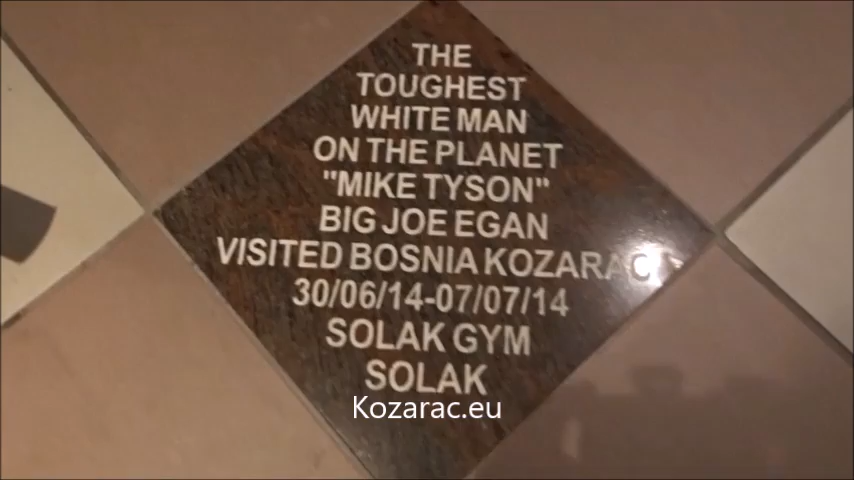 THE
TOUGHEST
WHITE MAN
ON THE PLANET
"MIKE TYSON"
BIG JOE EGAN
VISITED BOSNIA KOZARAC
30/06/14-07/07/14
SOLAK GYM
SOLAK
Kozarac.eu